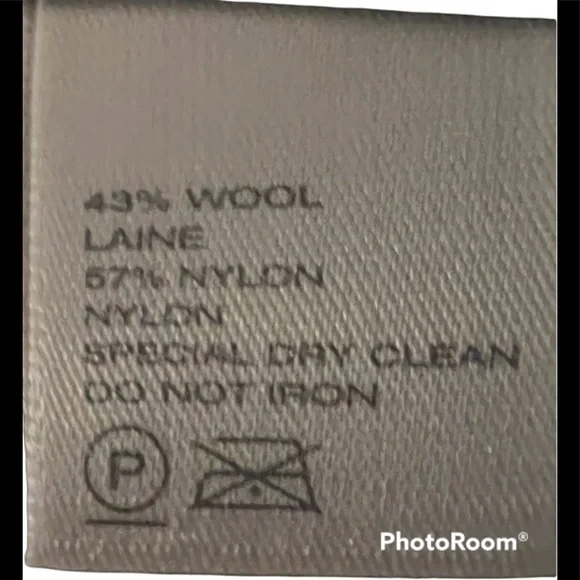 43% WOOL
LAINE
57% NYLON
NYLON
SPECIAL DRY CLEAN
DO NOT IRON
P
PhotoRoom®